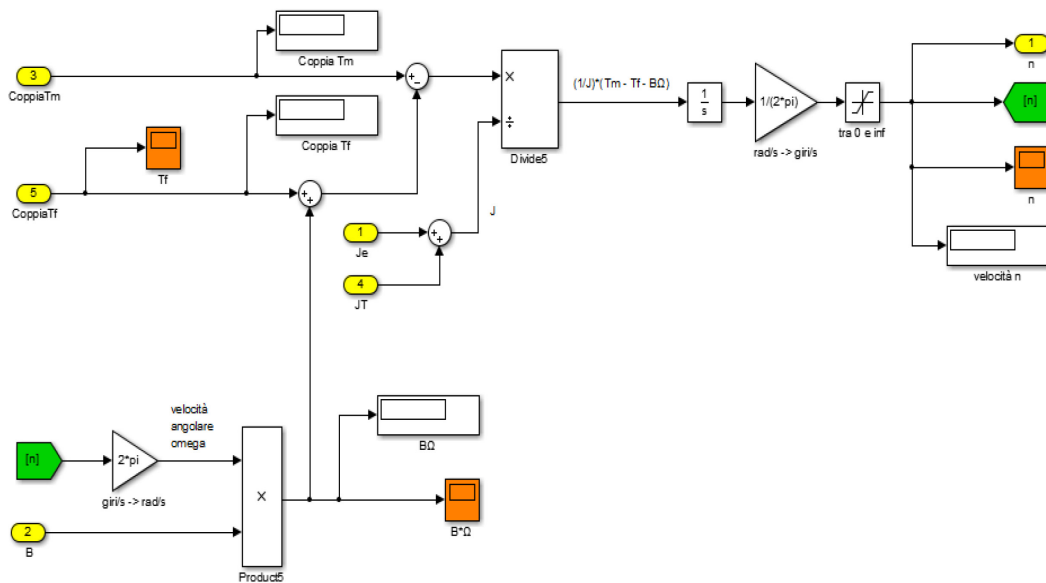 Coppia Tm
3
CoppiaTm
+
−
×
÷
Divide5
(1/J)*(Tm - Tf - BΩ)
1
s
1/(2*pi)
rad/s -> giri/s
tra 0 e inf
1
n
[n]
n
velocità n
Coppia Tf
Tf
5
CoppiaTf
+
+
J
1
Je
+
+
4
JT
velocità
angolare
omega
[n]
2*pi
giri/s -> rad/s
×
Product5
2
B
BΩ
B*Ω